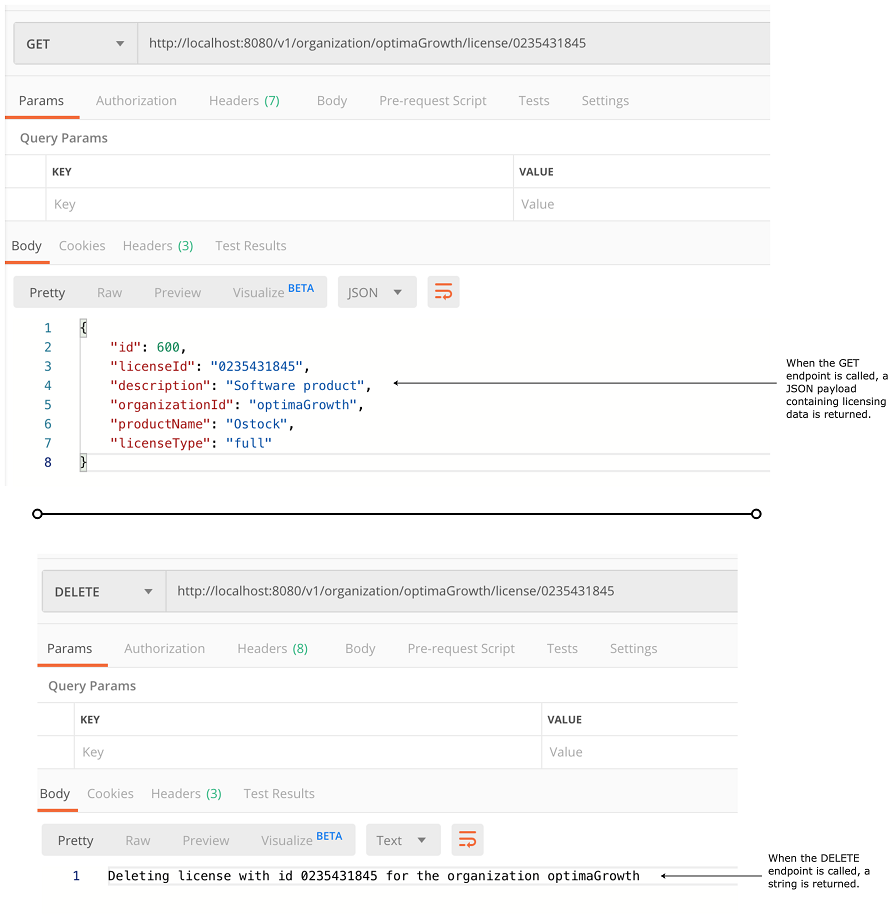 GET http://localhost:8080/v1/organization/optimaGrowth/license/0235431845
Params Authorization Headers (7) Body Pre-request Script Tests Settings
Query Params
KEY VALUE
Key Value
Body Cookies Headers (3) Test Results
Pretty Raw Preview Visualize BETA JSON
1 {
2 "id": 600,
3 "licenseId": "0235431845",
4 "description": "Software product",
5 "organizationId": "optimaGrowth",
6 "productName": "Ostock",
7 "licenseType": "full"
8 }
When the GET
endpoint is called, a
JSON payload
containing licensing
data is returned.
DELETE http://localhost:8080/v1/organization/optimaGrowth/license/0235431845
Params Authorization Headers (8) Body Pre-request Script Tests Settings
Query Params
KEY VALUE
Key Value
Body Cookies Headers (3) Test Results
Pretty Raw Preview Visualize BETA Text
1 Deleting license with id 0235431845 for the organization optimaGrowth
When the DELETE
endpoint is called, a
string is returned.